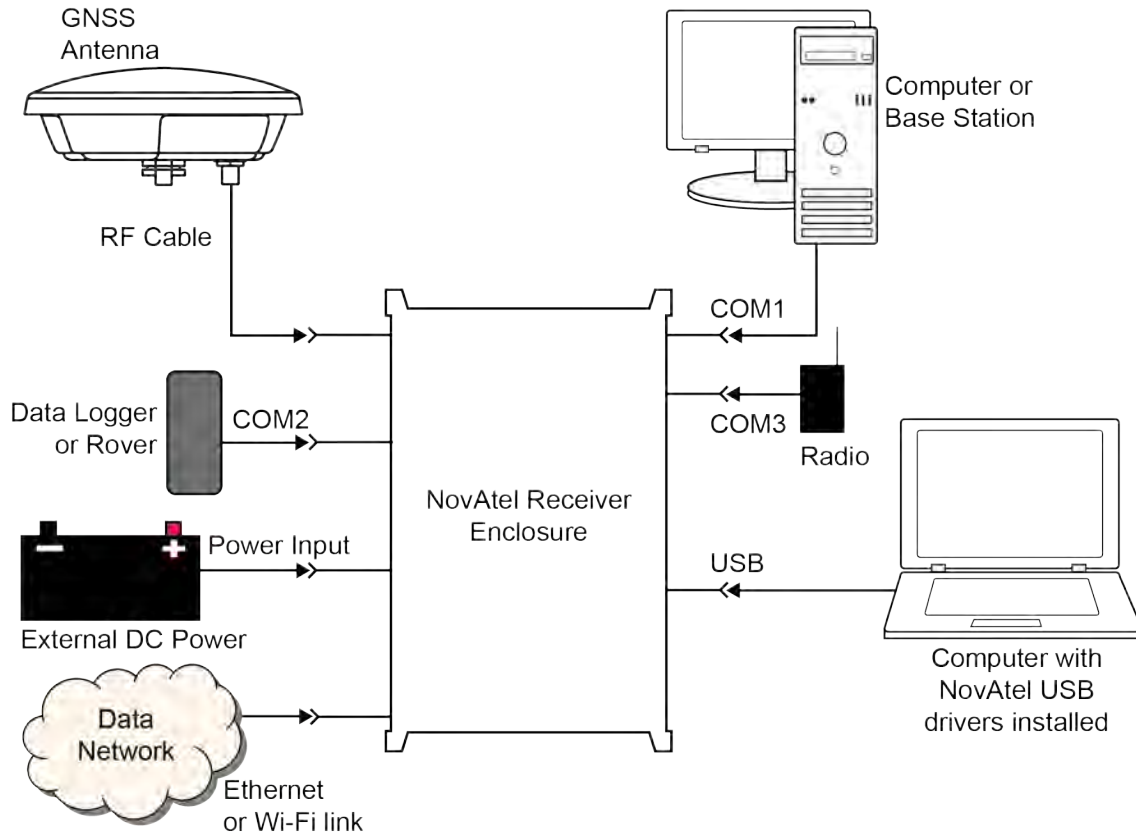 GNSS
Antenna
RF Cable
Computer or
Base Station
COM1
COM3
Radio
Data Logger
or Rover
COM2
NovAtel Receiver
Enclosure
Power Input
External DC Power
USB
Computer with
NovAtel USB
drivers installed
Data
Network
Ethernet
or Wi-Fi link